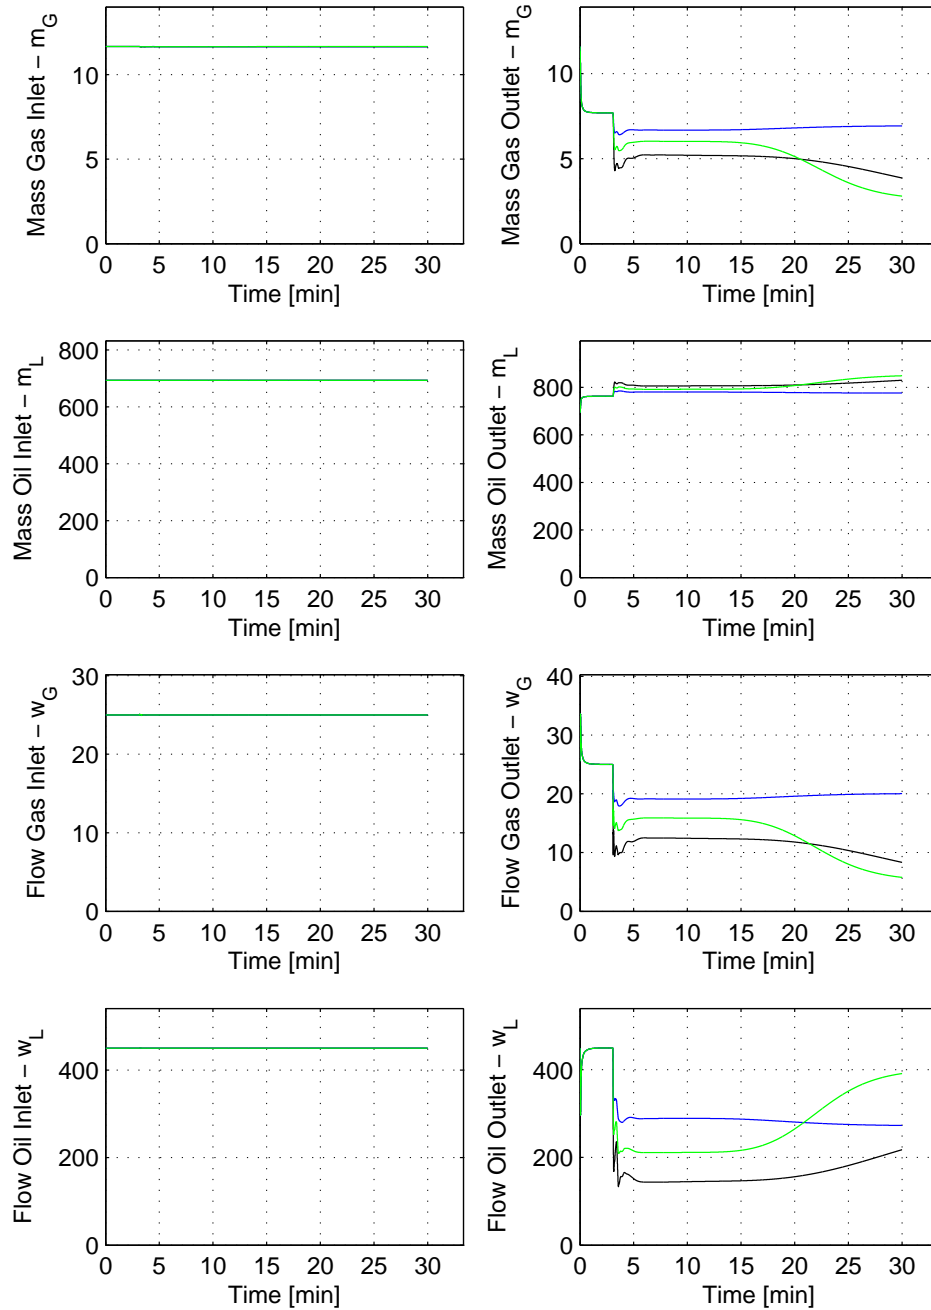 Mass Gas Inlet − m_G
10
5
0
0 5 10 15 20 25 30
Time [min]
Mass Gas Outlet − m_G
10
5
0
0 5 10 15 20 25 30
Time [min]
Mass Oil Inlet − m_L
800
600
400
200
0
0 5 10 15 20 25 30
Time [min]
Mass Oil Outlet − m_L
800
600
400
200
0
0 5 10 15 20 25 30
Time [min]
Flow Gas Inlet − w_G
30
20
10
0
0 5 10 15 20 25 30
Time [min]
Flow Gas Outlet − w_G
40
30
20
10
0
0 5 10 15 20 25 30
Time [min]
Flow Oil Inlet − w_L
400
200
0
0 5 10 15 20 25 30
Time [min]
Flow Oil Outlet − w_L
400
200
0
0 5 10 15 20 25 30
Time [min]